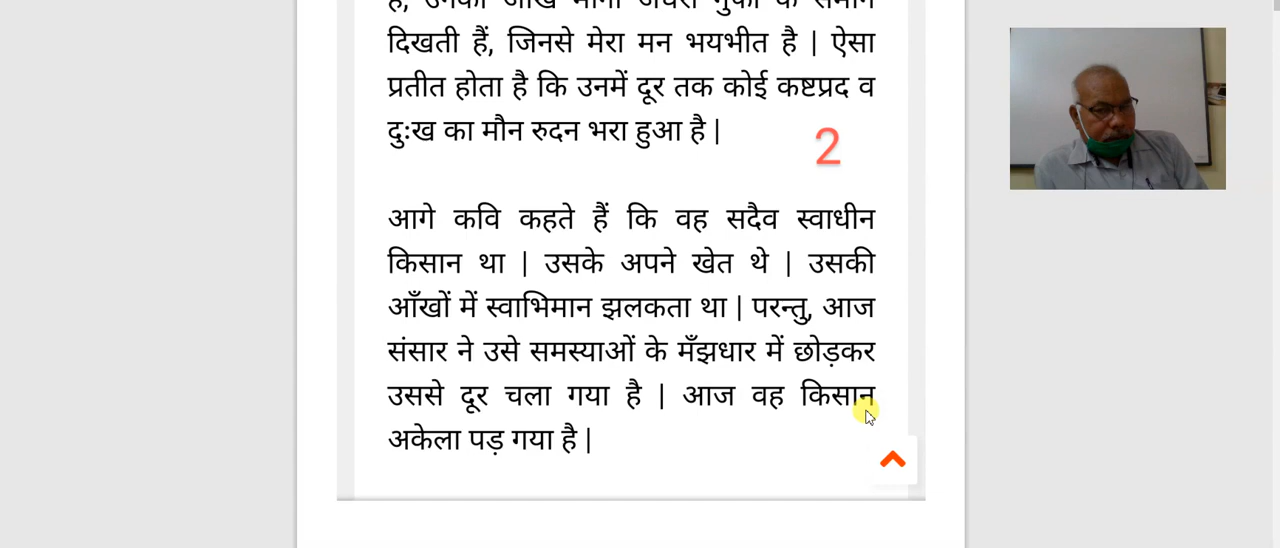 दिखती हैं, जिनसे मेरा मन भयभीत है | ऐसा
प्रतीत होता है कि उनमें दूर तक कोई कष्टप्रद व
दुःख का मौन रुदन भरा हुआ है |
2
आगे कवि कहते हैं कि वह सदैव स्वाधीन
किसान था | उसके अपने खेत थे | उसकी
आँखों में स्वाभिमान झलकता था | परन्तु, आज
संसार ने उसे समस्याओं के मँझधार में छोड़कर
उससे दूर चला गया है | आज वह किसान
अकेला पड़ गया है |